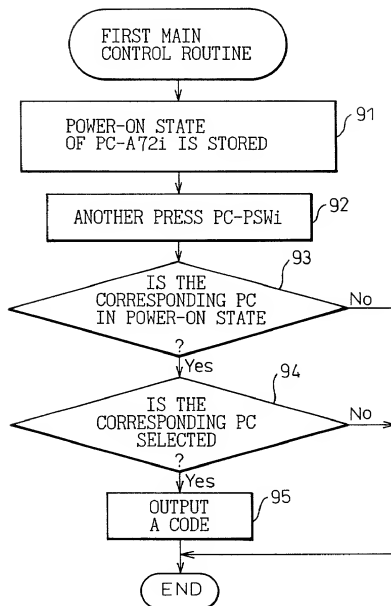 FIRST MAIN
CONTROL ROUTINE
91
POWER-ON STATE
OF PC-A72i IS STORED
92
ANOTHER PRESS PC-PSWi
93
IS THE
CORRESPONDING PC
IN POWER-ON STATE
?
No
Yes
94
IS THE
CORRESPONDING PC
SELECTED
?
No
Yes
95
OUTPUT
A CODE
END